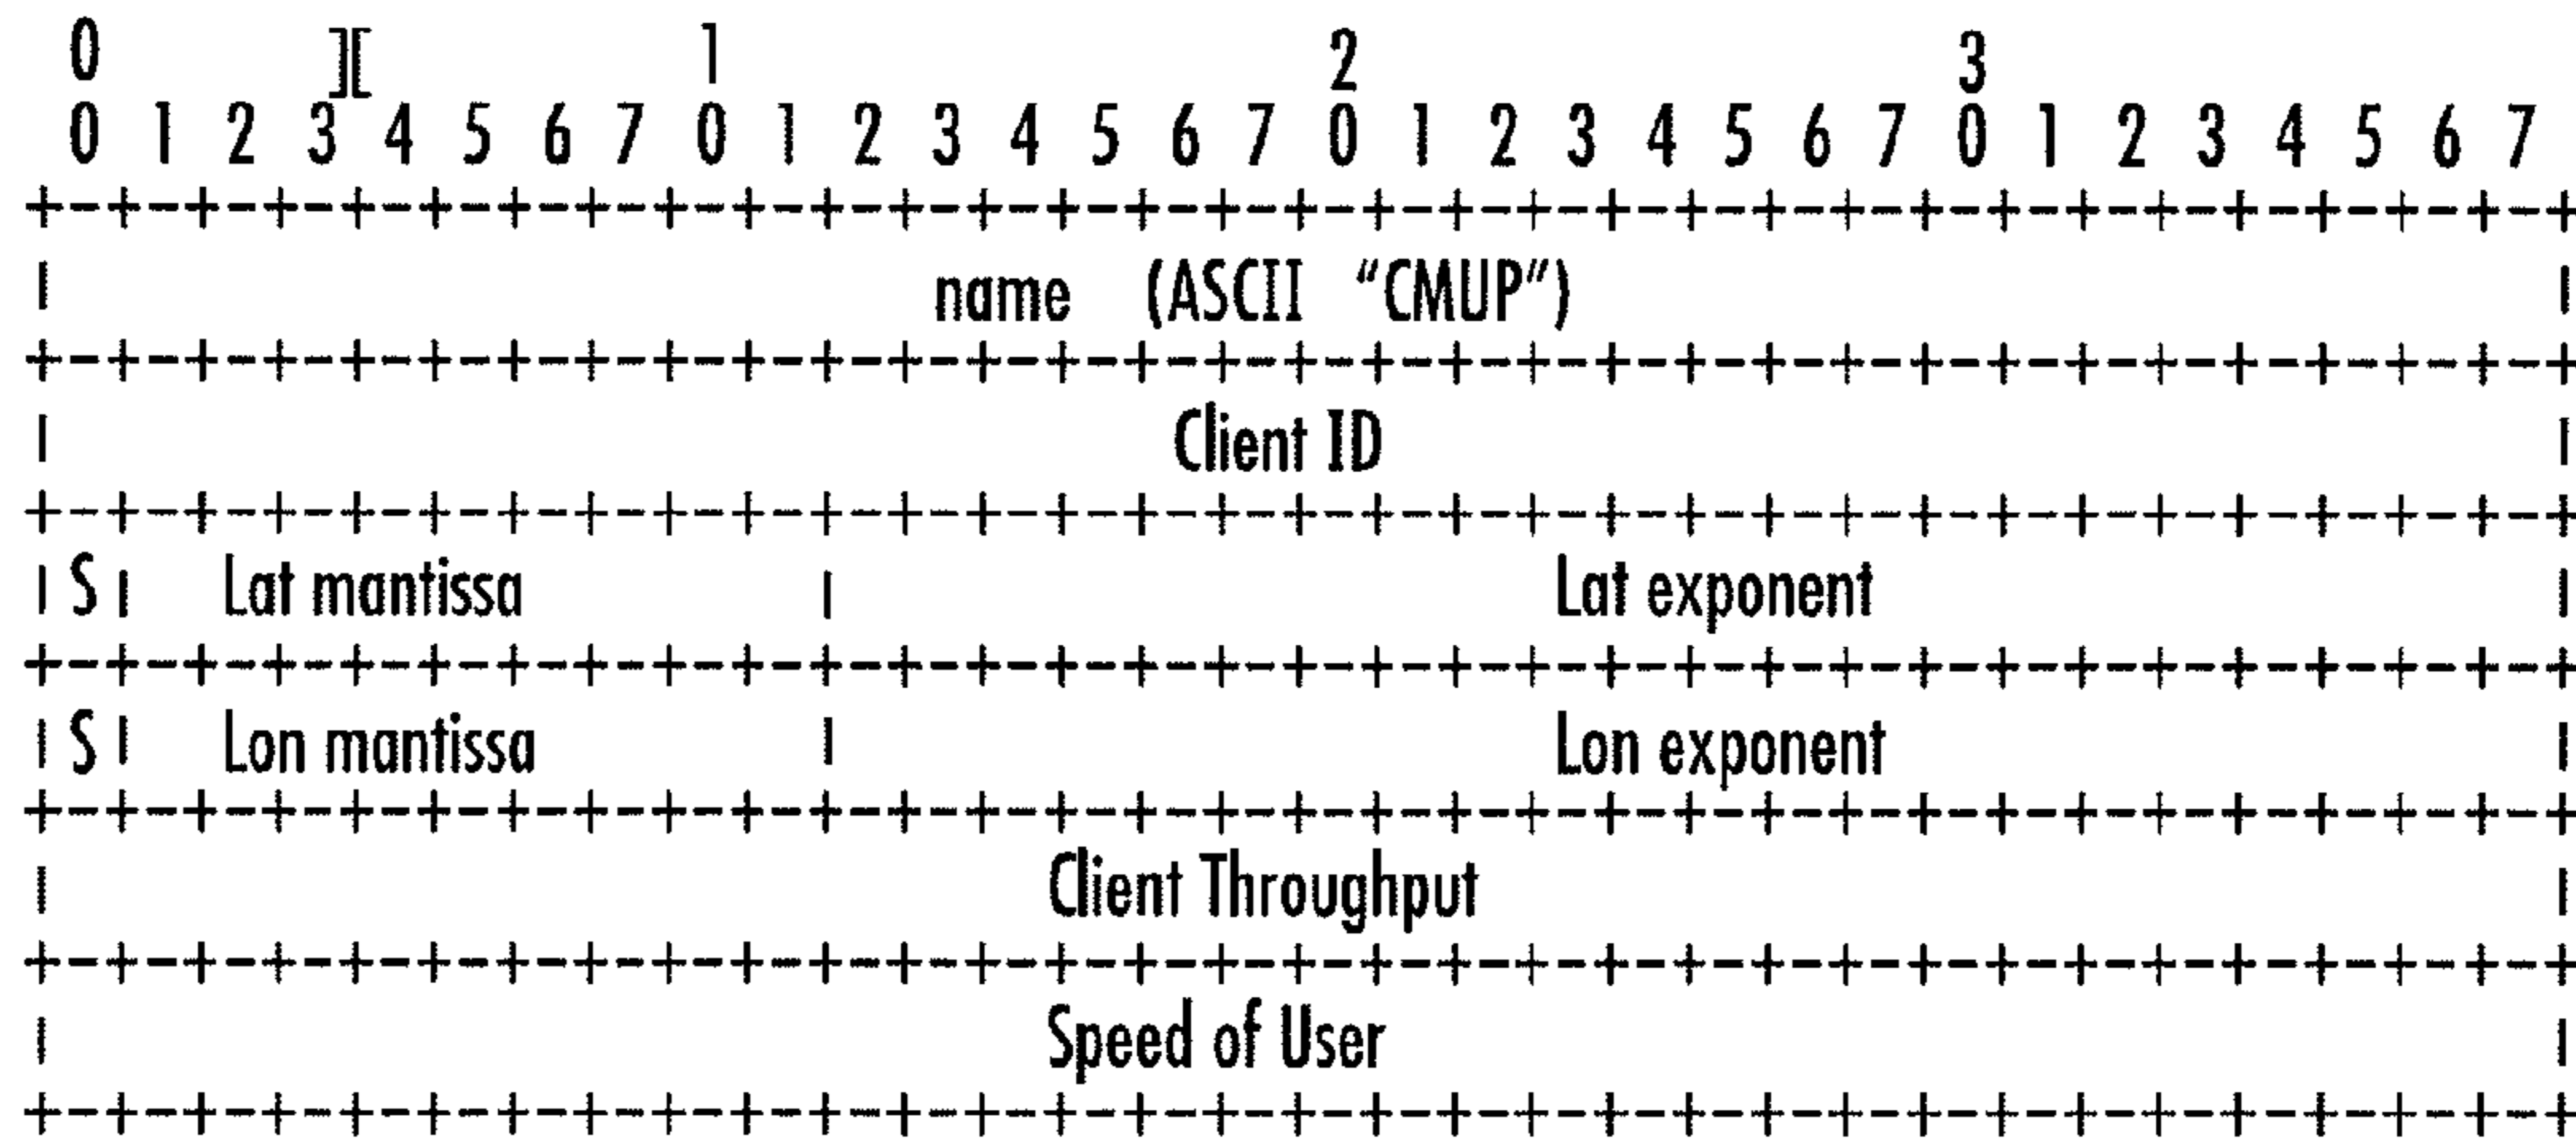 0 ][ 1 2 3
0 1 2 3 4 5 6 7 0 1 2 3 4 5 6 7 0 1 2 3 4 5 6 7 0 1 2 3 4 5 6 7
+-+-+-+-+-+-+-+-+-+-+-+-+-+-+-+-+-+-+-+-+-+-+-+-+-+-+-+-+-+-+-+-+
| name (ASCII “CMUP”) |
+-+-+-+-+-+-+-+-+-+-+-+-+-+-+-+-+-+-+-+-+-+-+-+-+-+-+-+-+-+-+-+-+
| Client ID |
+-+-+-+-+-+-+-+-+-+-+-+-+-+-+-+-+-+-+-+-+-+-+-+-+-+-+-+-+-+-+-+-+
| S | Lat mantissa | Lat exponent |
+-+-+-+-+-+-+-+-+-+-+-+-+-+-+-+-+-+-+-+-+-+-+-+-+-+-+-+-+-+-+-+-+
| S | Lon mantissa | Lon exponent |
+-+-+-+-+-+-+-+-+-+-+-+-+-+-+-+-+-+-+-+-+-+-+-+-+-+-+-+-+-+-+-+-+
| Client Throughput |
+-+-+-+-+-+-+-+-+-+-+-+-+-+-+-+-+-+-+-+-+-+-+-+-+-+-+-+-+-+-+-+-+
| Speed of User |
+-+-+-+-+-+-+-+-+-+-+-+-+-+-+-+-+-+-+-+-+-+-+-+-+-+-+-+-+-+-+-+-+